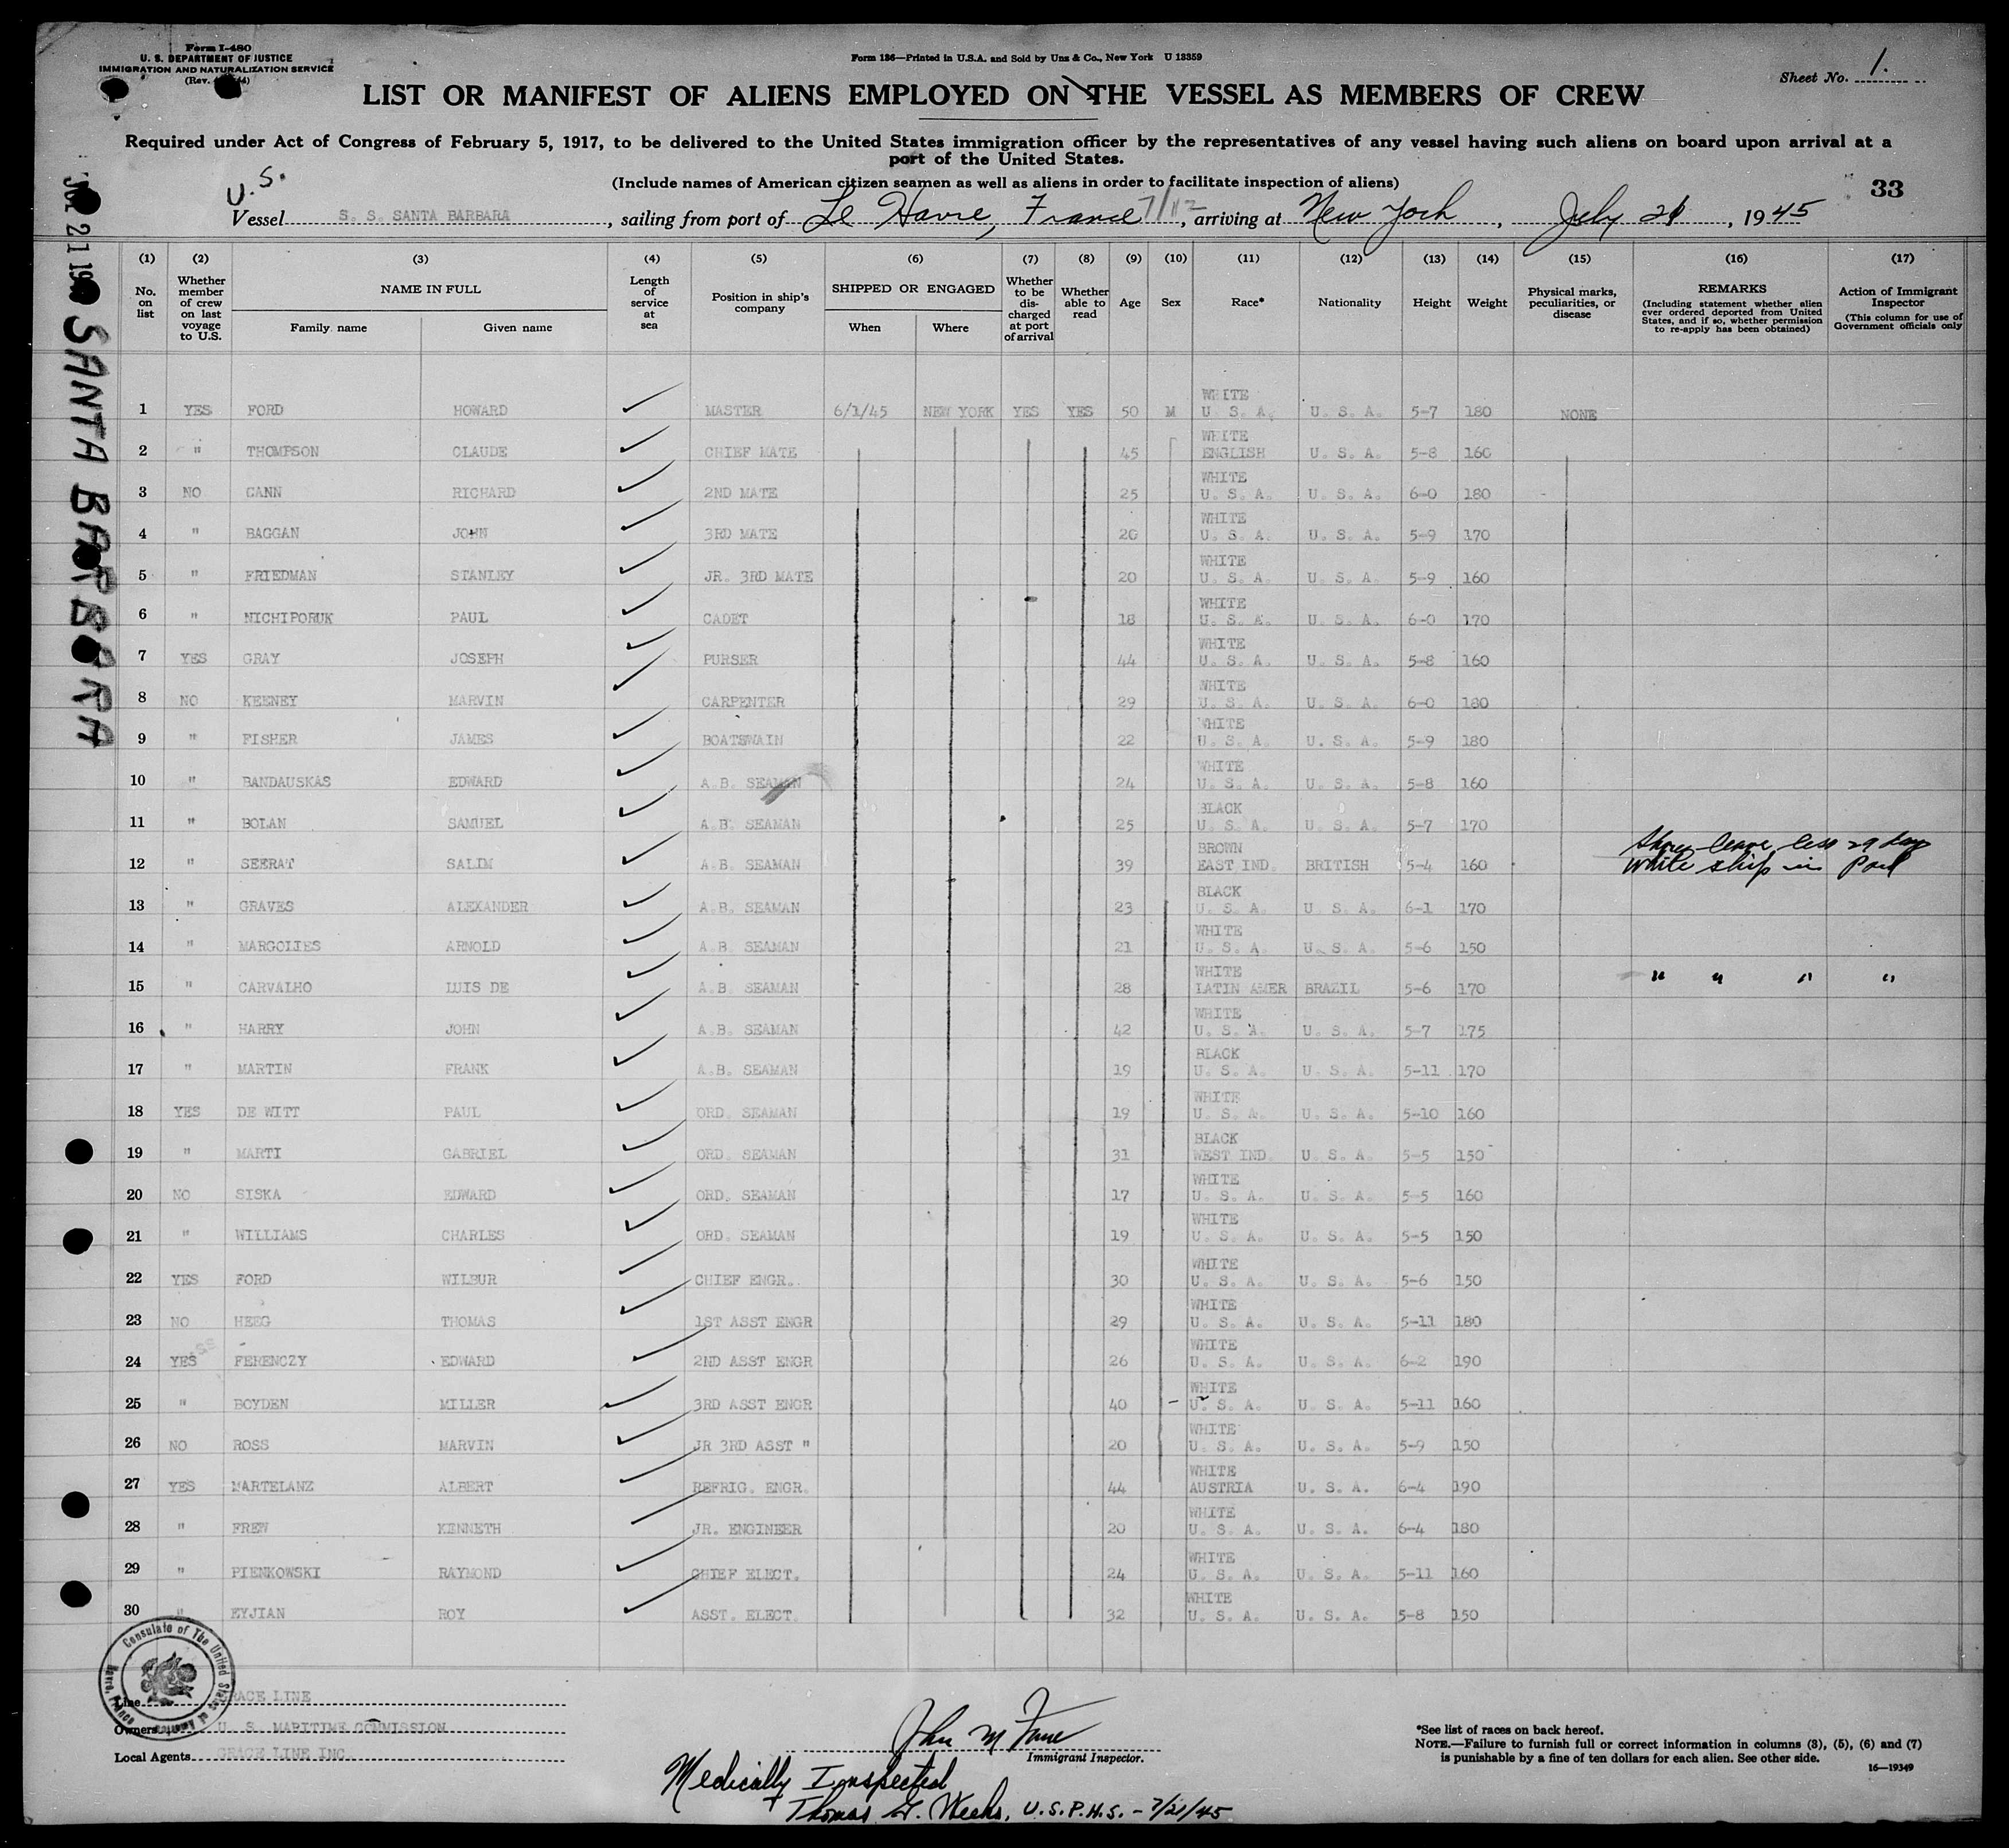 Form I-480
U. S. DEPARTMENT OF JUSTICE
IMMIGRATION AND NATURALIZATION SERVICE
(Rev. 4)
Form 136—Printed in U.S.A. and Sold by Unz & Co., New York U 13359
Sheet No. 1.
LIST OR MANIFEST OF ALIENS EMPLOYED ON THE VESSEL AS MEMBERS OF CREW
Required under Act of Congress of February 5, 1917, to be delivered to the United States immigration officer by the representatives of any vessel having such aliens on board upon arrival at a
port of the United States.
(Include names of American citizen seamen as well as aliens in order to facilitate inspection of aliens)
33
U.S.
Vessel S. S. SANTA BARBARA, sailing from port of Le Havre, France 7/12, arriving at New York, July 21, 1945
JUL 21 19 SANTA BARBARA
(1) (2) (3) (4) (5) (6) (7) (8) (9) (10) (11) (12) (13) (14) (15) (16) (17)
No. on list
Whether member of crew on last voyage to U.S.
NAME IN FULL
Family name
Given name
Length of service at sea
Position in ship's company
SHIPPED OR ENGAGED
When
Where
Whether to be discharged at port of arrival
Whether able to read
Age
Sex
Race*
Nationality
Height
Weight
Physical marks, peculiarities, or disease
REMARKS
(Including statement whether alien ever ordered deported from United States, and if so, whether permission to re-apply has been obtained)
Action of Immigrant Inspector
(This column for use of Government officials only
1 YES FORD HOWARD MASTER 6/1/45 NEW YORK YES YES 50 M WHITE U. S. A. U. S. A. 5-7 180 NONE
2 " THOMPSON CLAUDE CHIEF MATE 45 WHITE ENGLISH U. S. A. 5-8 160
3 NO CANN RICHARD 2ND MATE 25 WHITE U. S. A. U. S. A. 6-0 180
4 " BAGGAN JOHN 3RD MATE 20 WHITE U. S. A. U. S. A. 5-9 170
5 " FRIEDMAN STANLEY JR. 3RD MATE 20 WHITE U. S. A. U. S. A. 5-9 160
6 " NICHIPORUK PAUL CADET 18 WHITE U. S. A. U. S. A. 6-0 170
7 YES GRAY JOSEPH PURSER 44 WHITE U. S. A. U. S. A. 5-8 160
8 NO KEENEY MARVIN CARPENTER 29 WHITE U. S. A. U. S. A. 6-0 180
9 " FISHER JAMES BOATSWAIN 22 WHITE U. S. A. U. S. A. 5-9 180
10 " BANDAUSKAS EDWARD A.B. SEAMAN 24 WHITE U. S. A. U. S. A. 5-8 160
11 " BOLAN SAMUEL A.B. SEAMAN 25 BLACK U. S. A. U. S. A. 5-7 170
12 " SEERAT SALIM A.B. SEAMAN 39 BROWN EAST IND. BRITISH 5-4 160 Shore leave less 29 days while ship in Port
13 " GRAVES ALEXANDER A.B. SEAMAN 23 BLACK U. S. A. U. S. A. 6-1 170
14 " MARGOLIES ARNOLD A.B. SEAMAN 21 WHITE U. S. A. U. S. A. 5-6 150
15 " CARVALHO LUIS DE A.B. SEAMAN 28 WHITE LATIN AMER BRAZIL 5-6 170 " " " "
16 " HARRY JOHN A.B. SEAMAN 42 WHITE U. S. A. U. S. A. 5-7 175
17 " MARTIN FRANK A.B. SEAMAN 19 BLACK U. S. A. U. S. A. 5-11 170
18 YES DE WITT PAUL ORD. SEAMAN 19 WHITE U. S. A. U. S. A. 5-10 160
19 " MARTI GABRIEL ORD. SEAMAN 31 BLACK WEST IND. U. S. A. 5-5 150
20 NO SISKA EDWARD ORD. SEAMAN 17 WHITE U. S. A. U. S. A. 5-5 160
21 " WILLIAMS CHARLES ORD. SEAMAN 19 WHITE U. S. A. U. S. A. 5-5 150
22 YES FORD WILBUR CHIEF ENGR. 30 WHITE U. S. A. U. S. A. 5-6 150
23 NO HEEG THOMAS 1ST ASST ENGR 29 WHITE U. S. A. U. S. A. 5-11 180
24 YES FERENCZY EDWARD 2ND ASST ENGR 26 WHITE U. S. A. U. S. A. 6-2 190
25 " BOYDEN MILLER 3RD ASST ENGR 40 WHITE U. S. A. U. S. A. 5-11 160
26 NO ROSS MARVIN JR 3RD ASST " 20 WHITE U. S. A. U. S. A. 5-9 150
27 YES MARTELANZ ALBERT REFRIG. ENGR. 44 WHITE AUSTRIA U. S. A. 6-4 190
28 " FREW KENNETH JR. ENGINEER 20 WHITE U. S. A. U. S. A. 6-4 180
29 " PIENKOWSKI RAYMOND CHIEF ELECT. 24 WHITE U. S. A. U. S. A. 5-11 160
30 " EYJIAN ROY ASST. ELECT. 32 WHITE U. S. A. U. S. A. 5-8 150
Consulate of The United States of America Havre, France
Line GRACE LINE
Owners U. S. MARITIME COMMISSION
Local Agents GRACE LINE INC.
John M
Immigrant Inspector.
Medically Inspected
Thomas G. Weeks, U.S.P.H.S. - 7/21/45
*See list of races on back hereof.
NOTE.—Failure to furnish full or correct information in columns (3), (5), (6) and (7)
is punishable by a fine of ten dollars for each alien. See other side.
16—19349